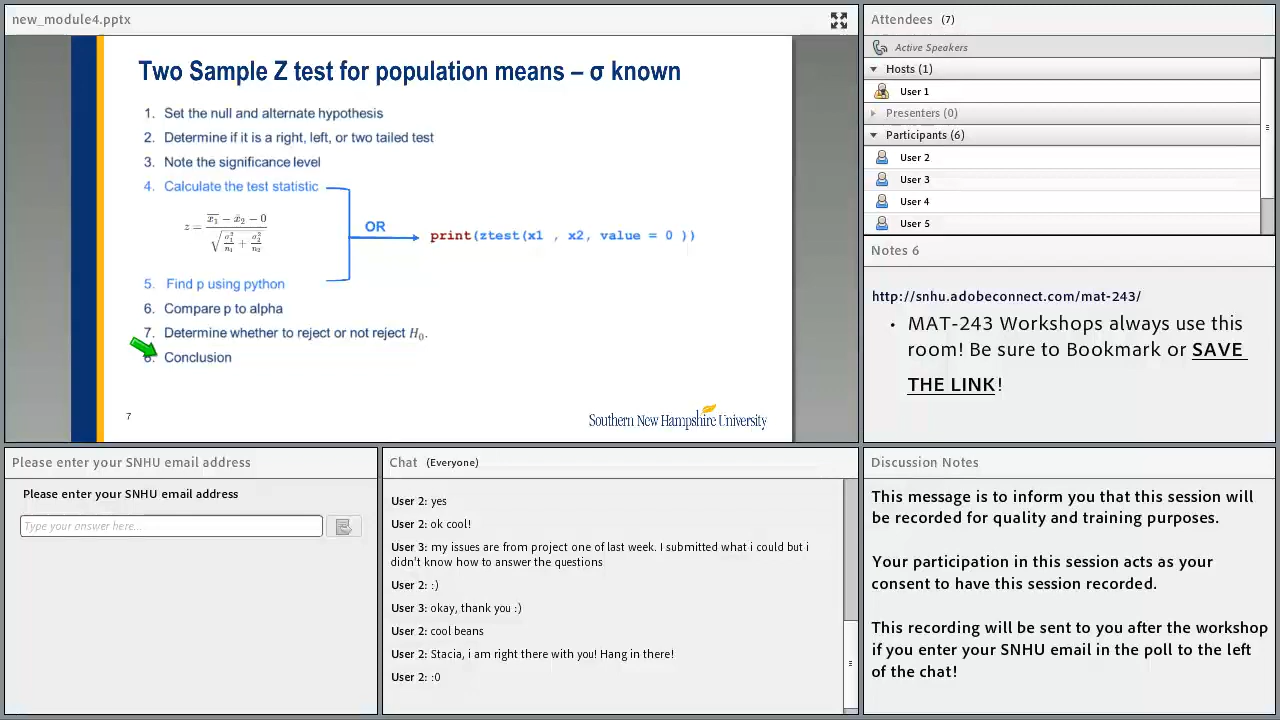 new_module4.pptx
Two Sample Z test for population means – σ known
1. Set the null and alternate hypothesis
2. Determine if it is a right, left, or two tailed test
3. Note the significance level
4. Calculate the test statistic
z = (x̄₁ − x̄₂ − 0) / √(σ₁²/n₁ + σ₂²/n₂)
OR
print(ztest(x1 , x2, value = 0 ))
5. Find p using python
6. Compare p to alpha
7. Determine whether to reject or not reject H₀.
8. Conclusion
7
Southern New Hampshire University
Attendees (7)
Active Speakers
Hosts (1)
User 1
Presenters (0)
Participants (6)
User 2
User 3
User 4
User 5
Notes 6
http://snhu.adobeconnect.com/mat-243/
• MAT-243 Workshops always use this
room! Be sure to Bookmark or SAVE
THE LINK!
Please enter your SNHU email address
Please enter your SNHU email address
Type your answer here...
Chat (Everyone)
User 2: yes
User 2: ok cool!
User 3: my issues are from project one of last week. I submitted what i could but i
didn't know how to answer the questions
User 2: :)
User 3: okay, thank you :)
User 2: cool beans
User 2: Stacia, i am right there with you! Hang in there!
User 2: :0
Discussion Notes
This message is to inform you that this session will
be recorded for quality and training purposes.
Your participation in this session acts as your
consent to have this session recorded.
This recording will be sent to you after the workshop
if you enter your SNHU email in the poll to the left
of the chat!